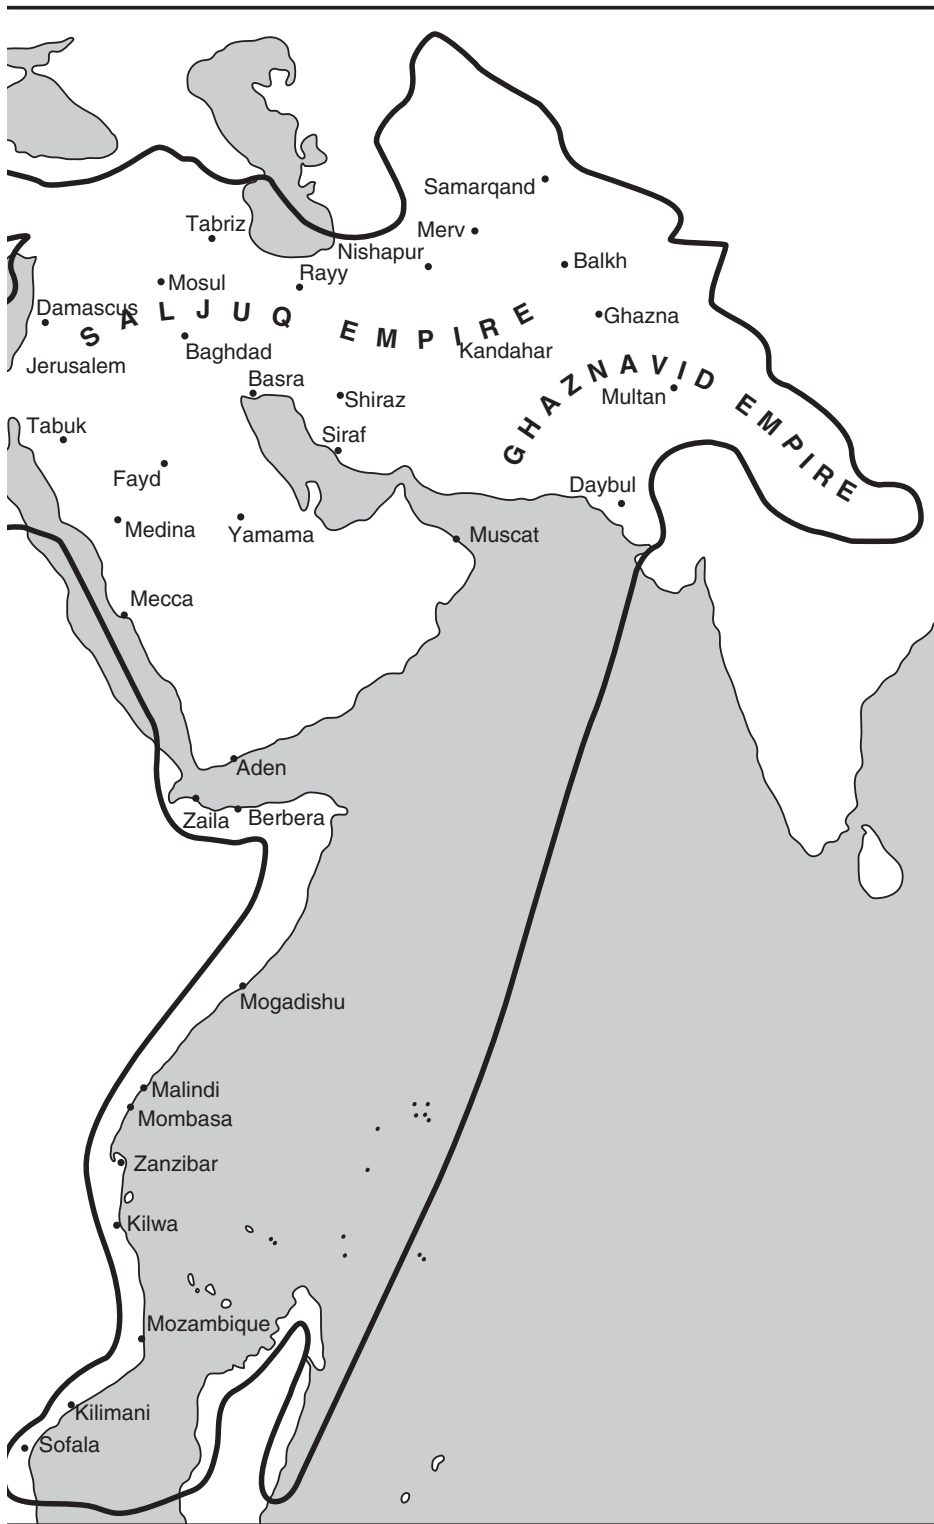 Samarqand
Tabriz
Merv
Nishapur
Balkh
Rayy
Mosul
Damascus
SALJUQ EMPIRE
Ghazna
Baghdad
Kandahar
Jerusalem
GHAZNAVID EMPIRE
Basra
Multan
Shiraz
Tabuk
Siraf
Fayd
Daybul
Medina
Yamama
Muscat
Mecca
Aden
Zaila
Berbera
Mogadishu
Malindi
Mombasa
Zanzibar
Kilwa
Mozambique
Kilimani
Sofala